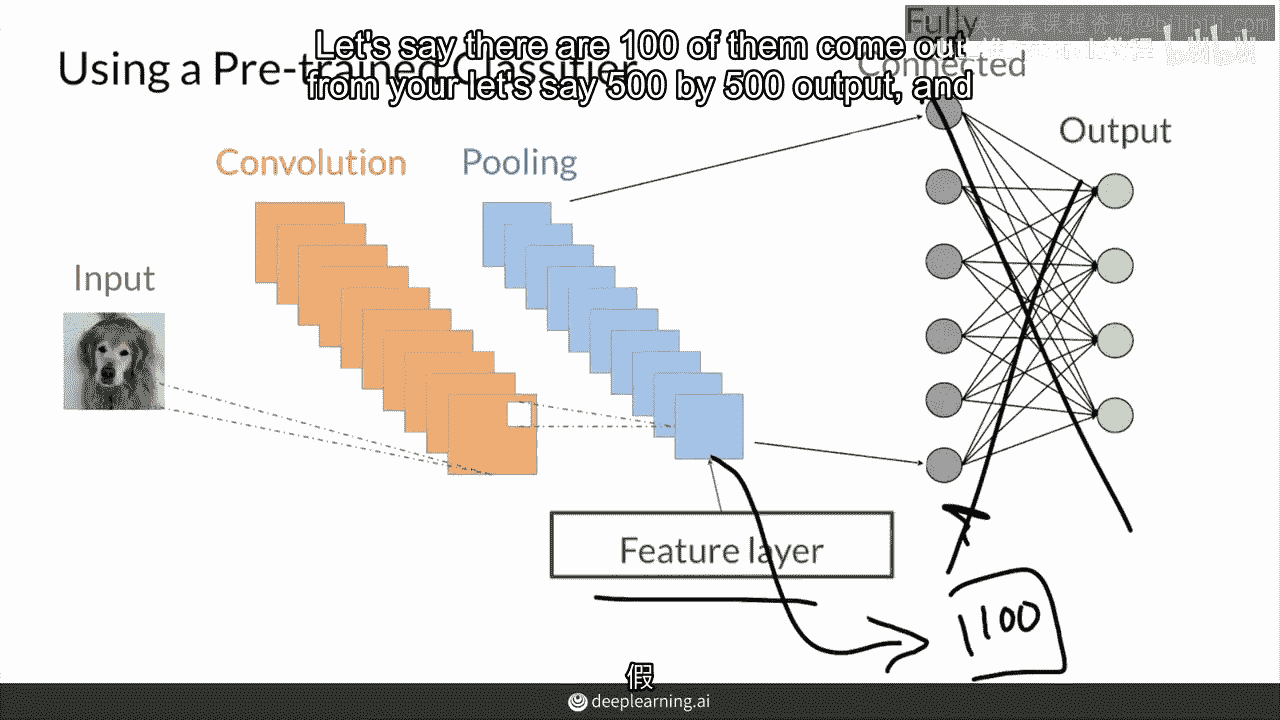 Let's say there are 100 of them come out
from your let's say 500 by 500 output, and
Using a Pre-trained Classifier
Fully
Connected
Output
Convolution
Pooling
Input
Feature layer
100
假
deeplearning.ai